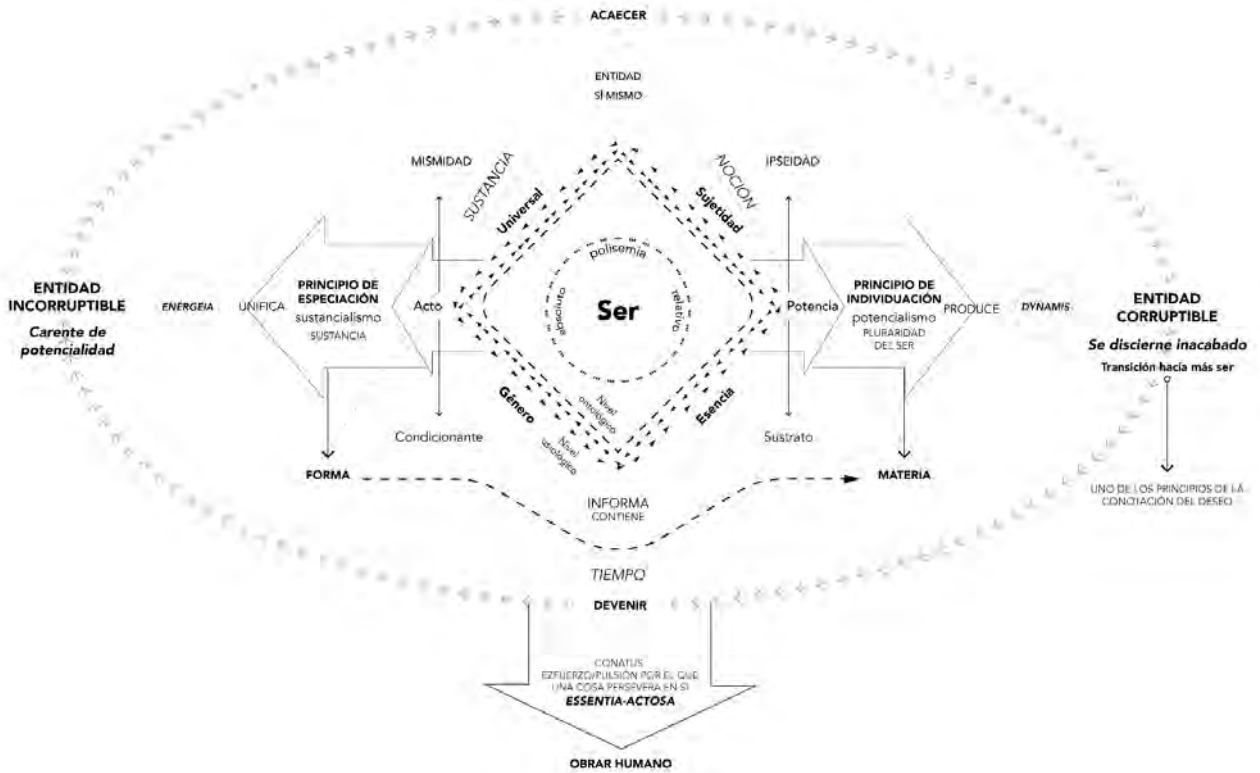 ACAECER
ENTIDAD
SÍ MISMO
MISMIDAD
SUSTANCIA
Universal
NOCIÓN
Sujetidad
IPSEIDAD
polisemia
absoluto
relativo
Ser
ENTIDAD
INCORRUPTIBLE
Carente de
potencialidad
ENERGEIA
UNIFICA
PRINCIPIO DE
ESPECIACIÓN
sustancialismo
SUSTANCIA
Acto
Potencia
PRINCIPIO DE
INDIVIDUACIÓN
potencialismo
PLURARIDAD
DEL SER
PRODUCE
DYNAMIS
ENTIDAD
CORRUPTIBLE
Se discierne inacabado
Transición hacía más ser
Género
Nivel
ontológico
Nivel
Esencia
Condicionante
Sustrato
FORMA
MATERIA
INFORMA
CONTIENE
UNO DE LOS PRINCIPIOS DE LA
DEL DESEO
TIEMPO
DEVENIR
CONATUS
EZFUERZO/PULSIÓN POR EL QUE
UNA COSA PERSEVERA EN SÍ
ESSENTIA-ACTOSA
OBRAR HUMANO